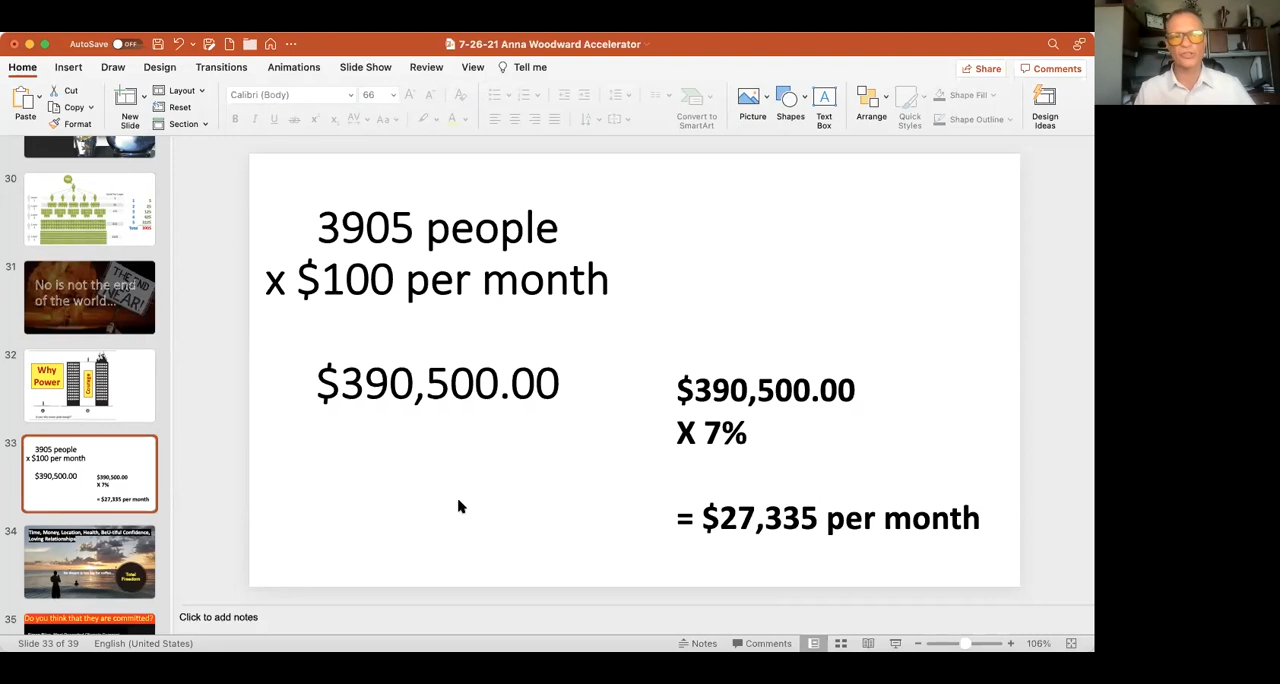 AutoSave OFF
7-26-21 Anna Woodward Accelerator
Home Insert Draw Design Transitions Animations Slide Show Review View Tell me
Share Comments
Paste
Cut
Copy
Format
New
Slide
Layout
Reset
Section
Calibri (Body) 66
Convert to
SmartArt
Picture
Shapes
Text
Box
Arrange
Quick
Styles
Shape Fill
Shape Outline
Design
Ideas
30
31
No is not the end
of the world...
THE END
NEAR!
32
Why
Power
Courage
33
3905 people
x $100 per month
$390,500.00
$390,500.00
X 7%
= $27,335 per month
34
Time, Money, Location, Health, BeU-tiful Confidence,
Loving Relationships
Total
Freedom
35
Do you think that they are committed?
3905 people
x $100 per month
$390,500.00
$390,500.00
X 7%
= $27,335 per month
Click to add notes
Slide 33 of 39 English (United States)
Notes Comments 106%